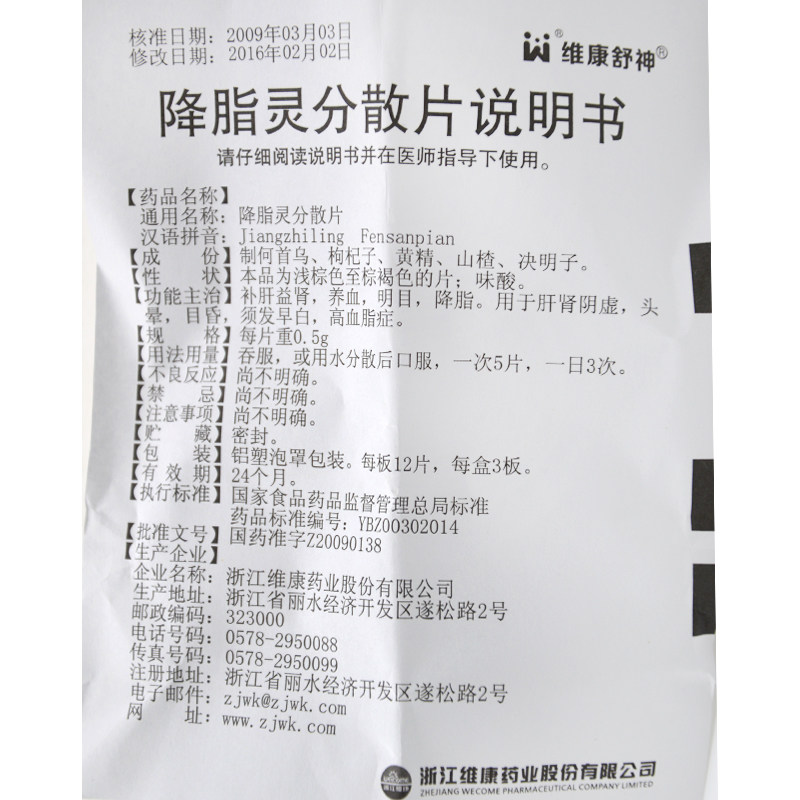 核准日期：2009年03月03日
修改日期：2016年02月02日
维康舒神®
降脂灵分散片说明书
请仔细阅读说明书并在医师指导下使用。
【药品名称】
通用名称：降脂灵分散片
汉语拼音：Jiangzhiling Fensanpian
【成 份】制何首乌、枸杞子、黄精、山楂、决明子。
【性 状】本品为浅棕色至棕褐色的片；味酸。
【功能主治】补肝益肾，养血，明目，降脂。用于肝肾阴虚，头
晕，目昏，须发早白，高血脂症。
【规 格】每片重0.5g
【用法用量】吞服，或用水分散后口服，一次5片，一日3次。
【不良反应】尚不明确。
【禁 忌】尚不明确。
【注意事项】尚不明确。
【贮 藏】密封。
【包 装】铝塑泡罩包装。每板12片，每盒3板。
【有 效 期】24个月。
【执行标准】国家食品药品监督管理总局标准
药品标准编号：YBZ00302014
【批准文号】国药准字Z20090138
【生产企业】
企业名称：浙江维康药业股份有限公司
生产地址：浙江省丽水经济开发区遂松路2号
邮政编码：323000
电话号码：0578-2950088
传真号码：0578-2950099
注册地址：浙江省丽水经济开发区遂松路2号
电子邮件：zjwk@zjwk.com
网 址：www.zjwk.com
浙江维康药业股份有限公司
ZHEJIANG WECOME PHARMACEUTICAL COMPANY LIMITED